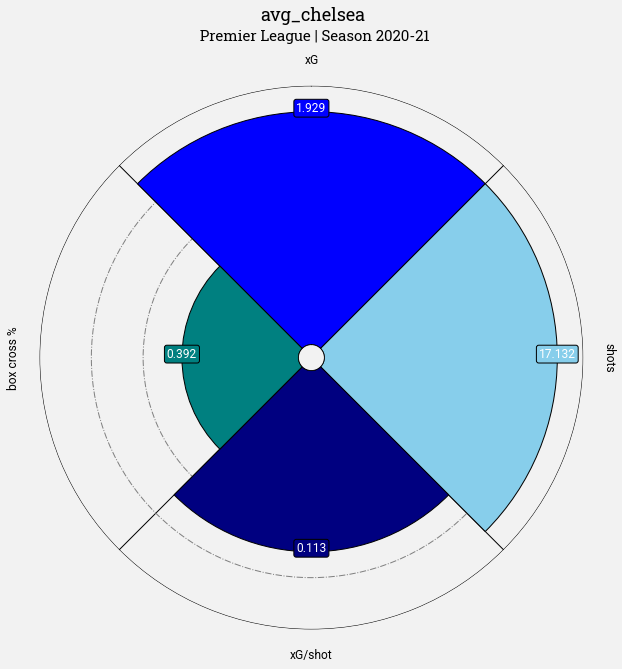 avg_chelsea
Premier League | Season 2020-21
xG
1.929
box cross %
0.392
17.132
shots
0.113
xG/shot